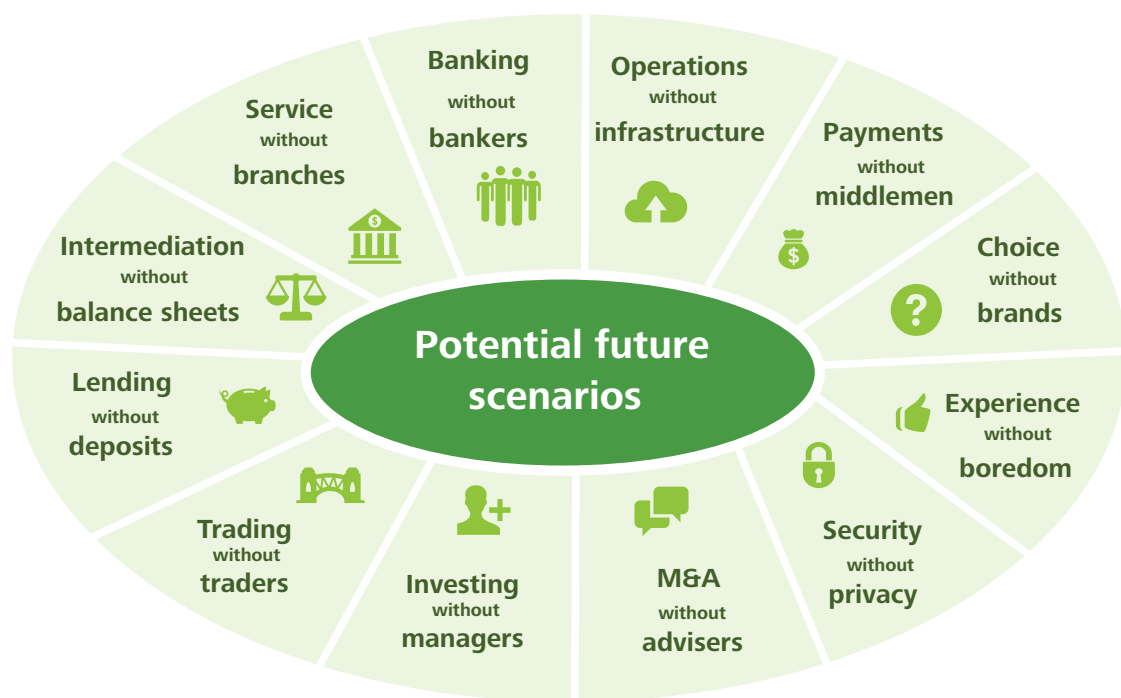 Banking
without
bankers
Operations
without
infrastructure
Payments
without
middlemen
Choice
without
brands
Experience
without
boredom
Security
without
privacy
M&A
without
advisers
Investing
without
managers
Trading
without
traders
Lending
without
deposits
Intermediation
without
balance sheets
Service
without
branches
$
$
?
Potential future
scenarios